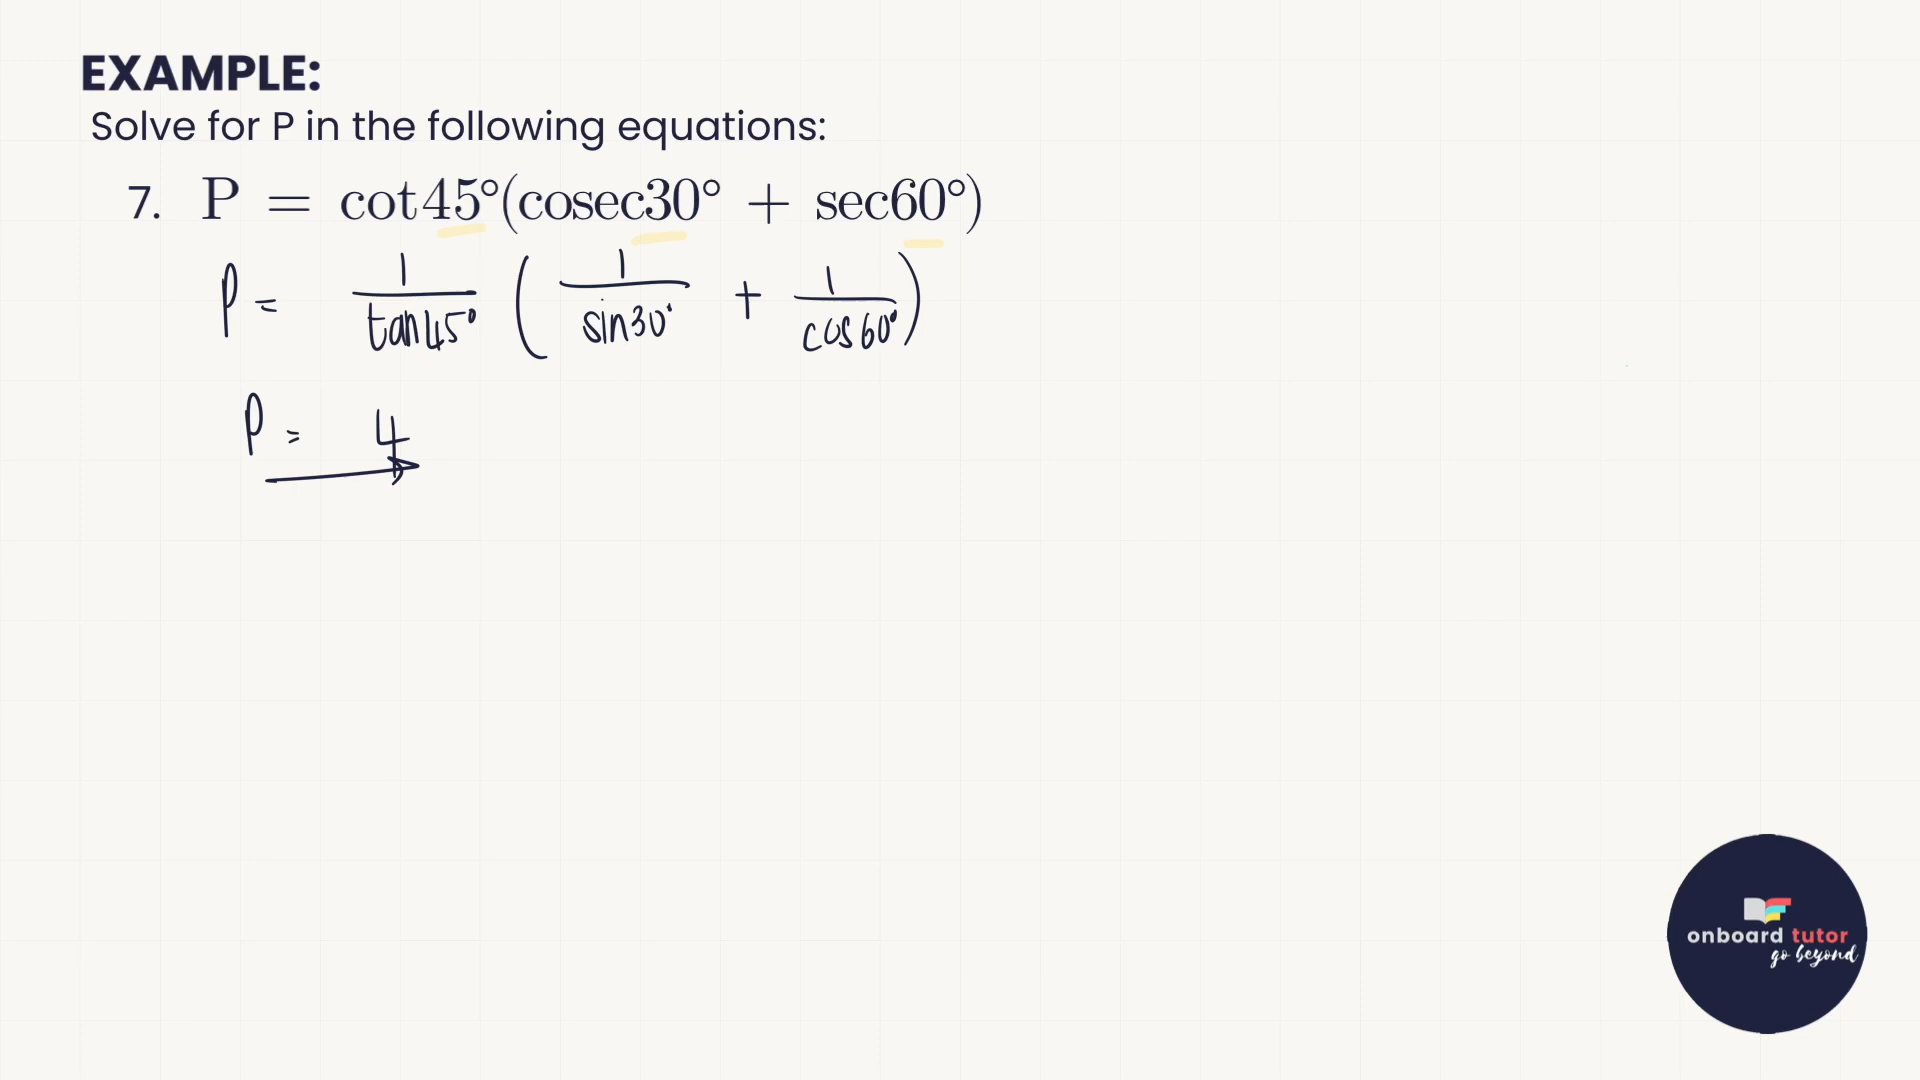 EXAMPLE:
Solve for P in the following equations:
7. P = cot45°(cosec30° + sec60°)
P = 1/tan45° ( 1/sin30° + 1/cos60° )
P = 4
onboard tutor
go beyond